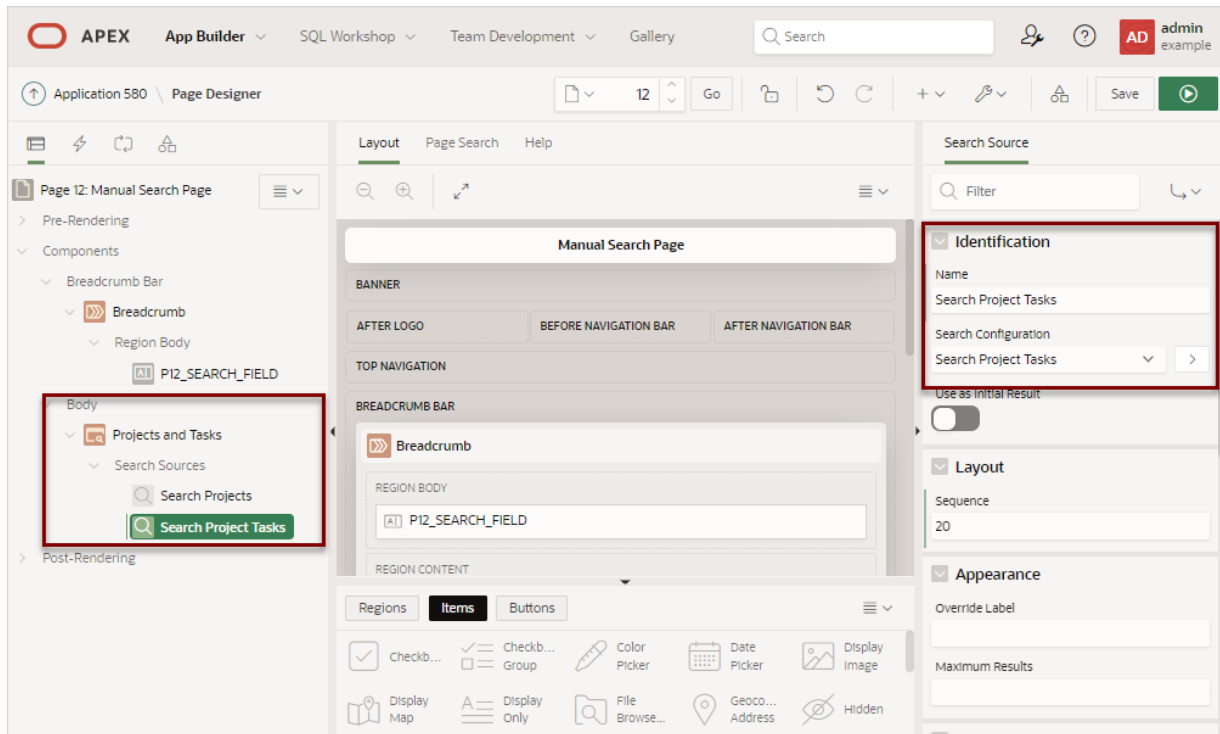 APEX App Builder SQL Workshop Team Development Gallery Search AD admin
example
Application 580 \ Page Designer 12 Go Save
Layout Page Search Help Search Source
Page 12: Manual Search Page Filter
Pre-Rendering
Components
Breadcrumb Bar
Breadcrumb
Region Body
P12_SEARCH_FIELD
Body
Projects and Tasks
Search Sources
Search Projects
Search Project Tasks
Post-Rendering
Manual Search Page
BANNER
AFTER LOGO BEFORE NAVIGATION BAR AFTER NAVIGATION BAR
TOP NAVIGATION
BREADCRUMB BAR
Breadcrumb
REGION BODY
P12_SEARCH_FIELD
REGION CONTENT
Regions Items Buttons
Checkb... Checkb... Group Color Picker Date Picker Display Image
Display Map Display Only File Browse... Geoco... Address Hidden
Identification
Name
Search Project Tasks
Search Configuration
Search Project Tasks
Use as Initial Result
Layout
Sequence
20
Appearance
Override Label
Maximum Results